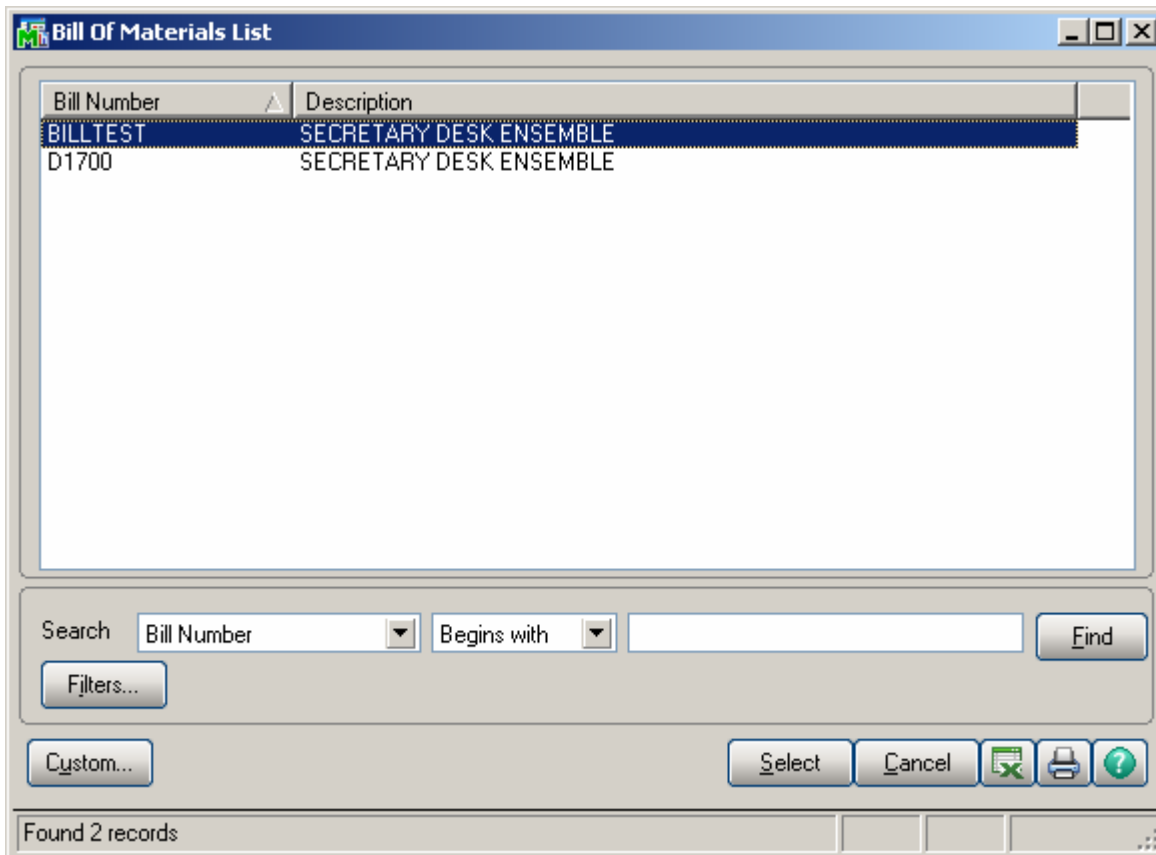 Bill Of Materials List
Bill Number Description
BILLTEST SECRETARY DESK ENSEMBLE
D1700 SECRETARY DESK ENSEMBLE
Search Bill Number Begins with Find
Filters...
Custom... Select Cancel ?
Found 2 records